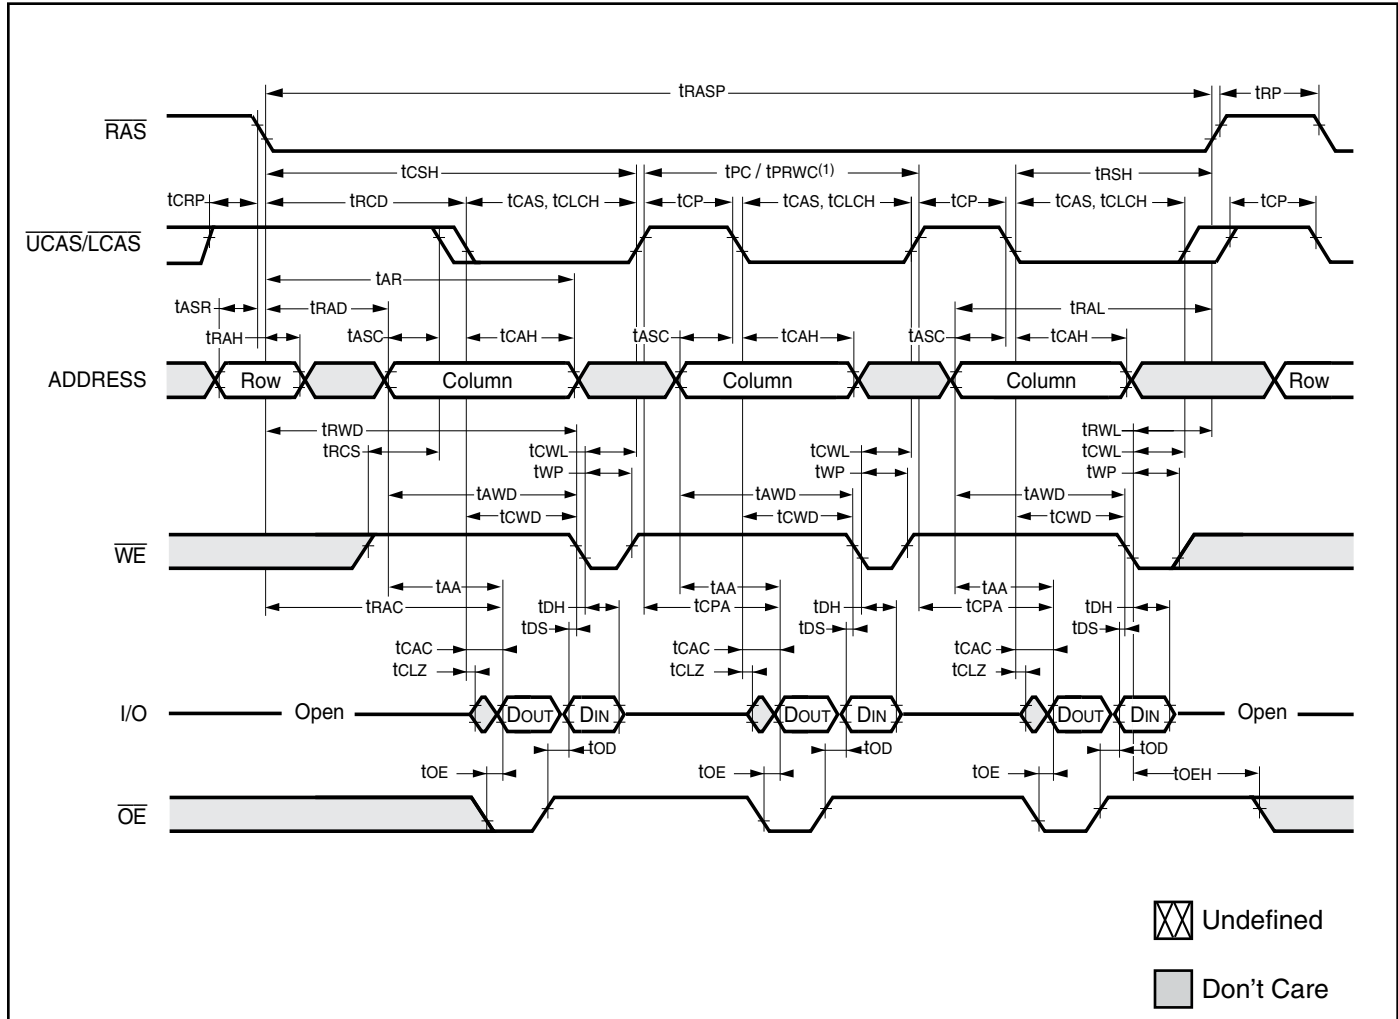 tRASP tRP
RAS
tCSH tPC / tPRWC(1) tRSH
tCRP tRCD tCAS, tCLCH tCP tCAS, tCLCH tCP tCAS, tCLCH tCP
UCAS/LCAS
tAR
tASR tRAD tRAL
tRAH tASC tCAH tASC tCAH tASC tCAH
ADDRESS Row Column Column Column Row
tRWD tRWL
tRCS tCWL tCWL tCWL
tWP tWP tWP
tAWD tAWD tAWD
tCWD tCWD tCWD
WE
tAA tAA tAA
tRAC tDH tCPA tDH tCPA tDH
tDS tDS tDS
tCAC tCAC tCAC
tCLZ tCLZ tCLZ
I/O Open DOUT DIN DOUT DIN DOUT DIN Open
tOD tOD tOD
tOE tOE tOE tOEH
OE
Undefined
Don't Care